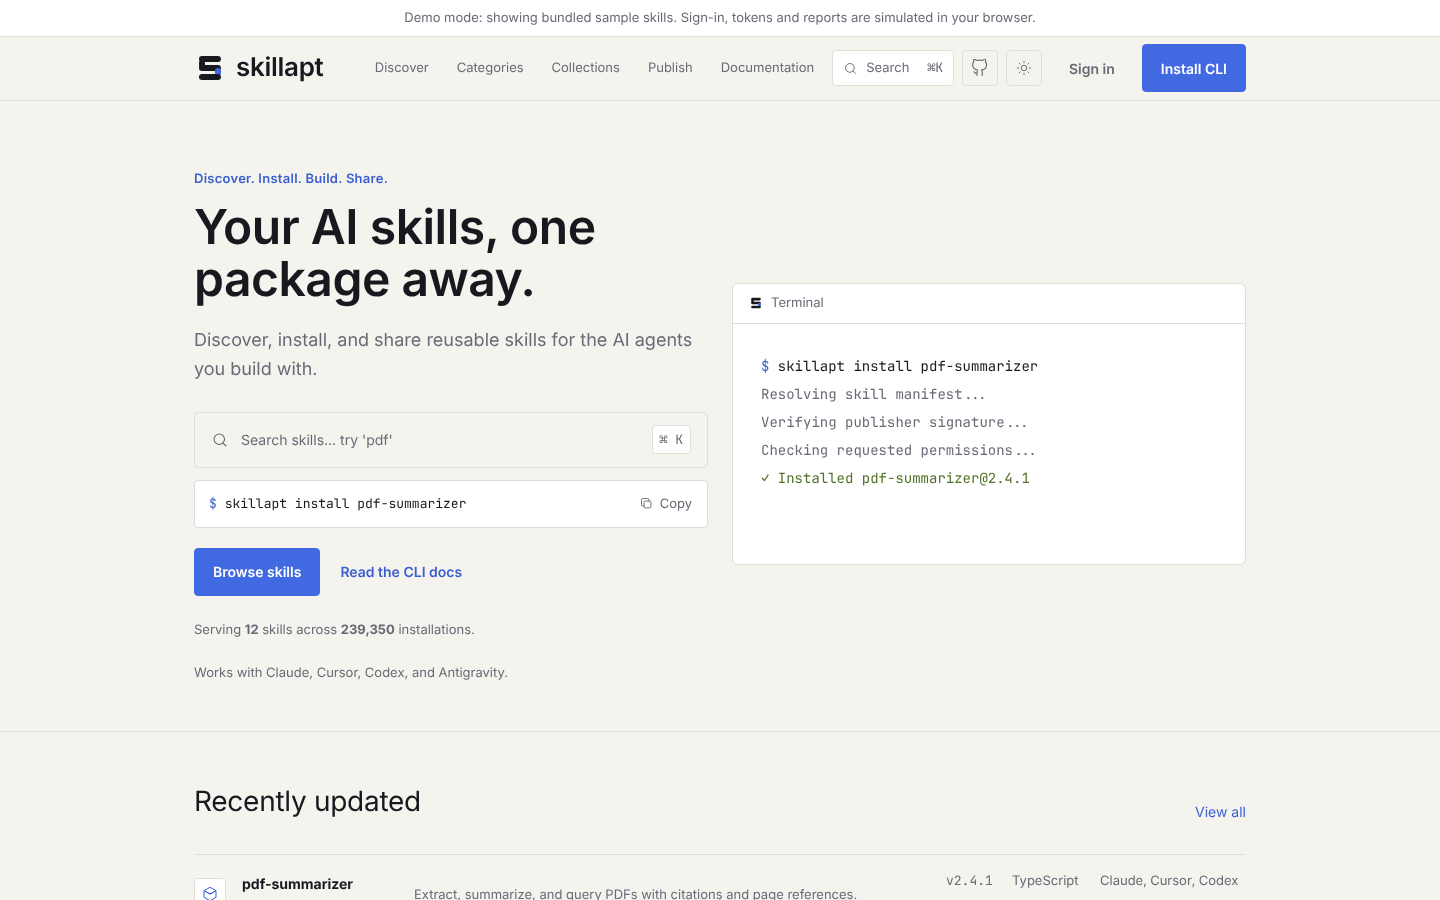 Demo mode: showing bundled sample skills. Sign-in, tokens and reports are simulated in your browser.
skillapt
Discover
Categories
Collections
Publish
Documentation
Search ⌘K
Sign in
Install CLI
Discover. Install. Build. Share.
Your AI skills, one
package away.
Discover, install, and share reusable skills for the AI agents
you build with.
Search skills... try 'pdf'
⌘ K
$ skillapt install pdf-summarizer
Copy
Browse skills
Read the CLI docs
Serving 12 skills across 239,350 installations.
Works with Claude, Cursor, Codex, and Antigravity.
Terminal
$ skillapt install pdf-summarizer
Resolving skill manifest...
Verifying publisher signature...
Checking requested permissions...
✓ Installed pdf-summarizer@2.4.1
Recently updated
View all
pdf-summarizer
Extract, summarize, and query PDFs with citations and page references.
v2.4.1
TypeScript
Claude, Cursor, Codex